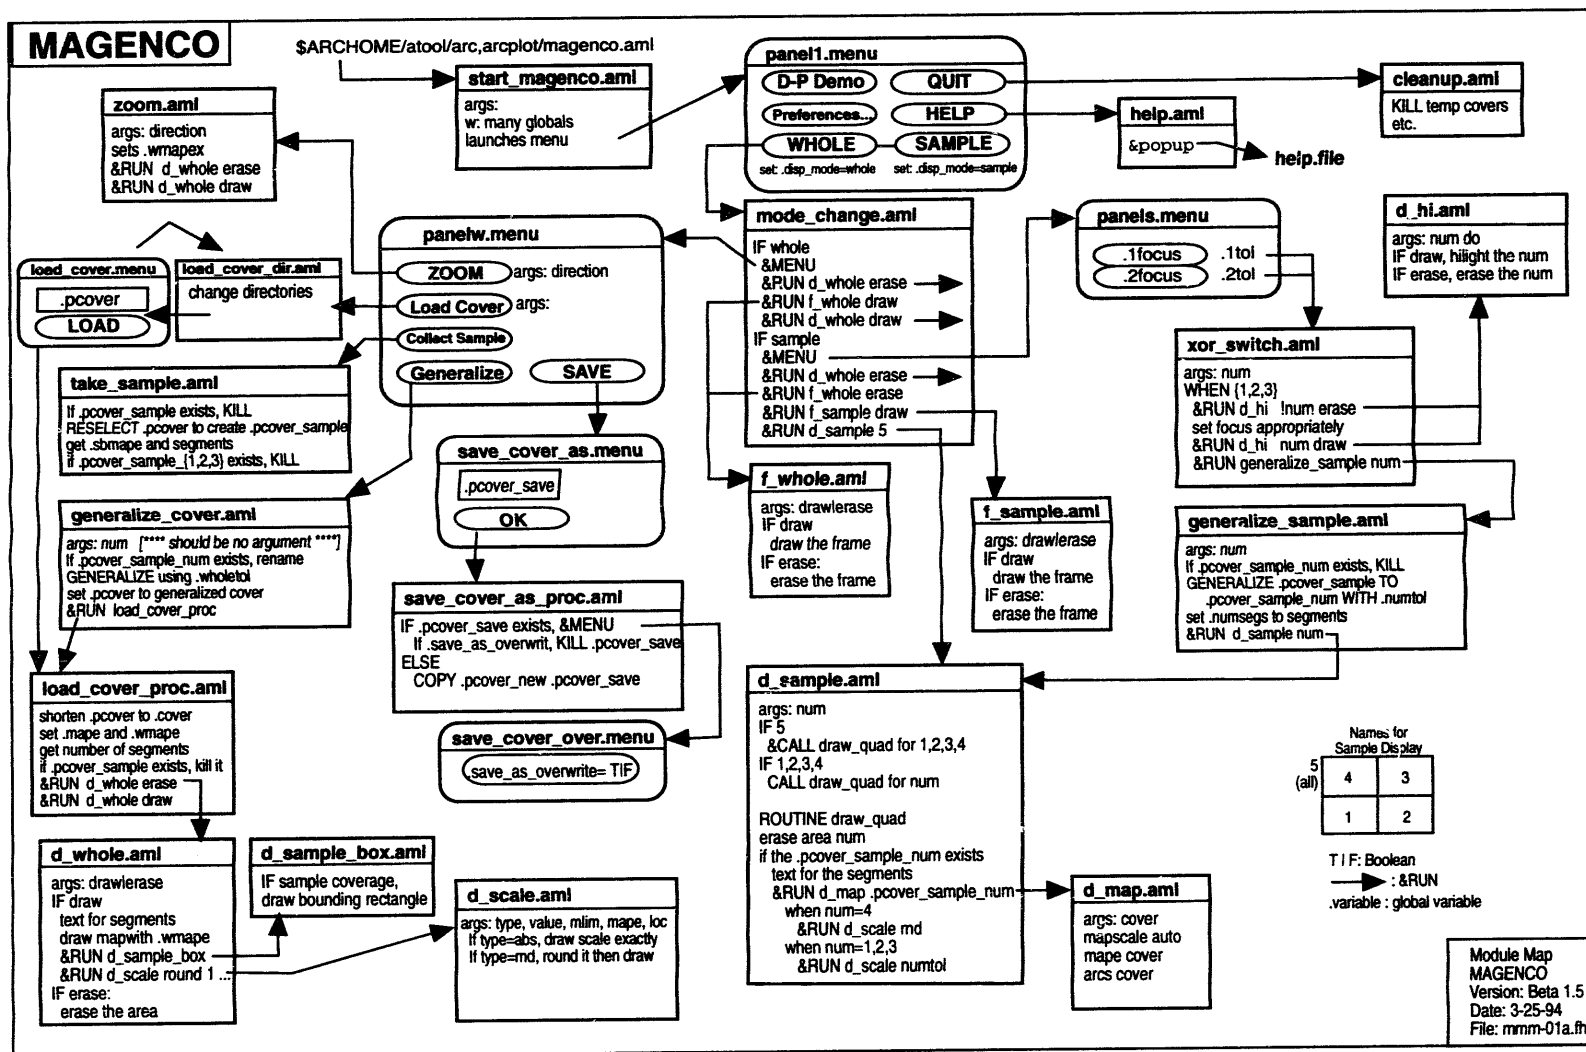 MAGENCO
$ARCHOME/atool/arc,arcplot/magenco.aml
start_magenco.aml
args:
w: many globals
launches menu
panel1.menu
D-P Demo
QUIT
Preferences...
HELP
WHOLE
SAMPLE
set: .disp_mode=whole
set: .disp_mode=sample
cleanup.aml
KILL temp covers
etc.
help.aml
&popup
help.file
zoom.aml
args: direction
sets .wmapex
&RUN d_whole erase
&RUN d_whole draw
load_cover.menu
.pcover
LOAD
load_cover_dir.aml
change directories
panelw.menu
ZOOM
args: direction
Load Cover
args:
Collect Sample
Generalize
SAVE
mode_change.aml
IF whole
&MENU
&RUN d_whole erase
&RUN f_whole draw
&RUN d_whole draw
IF sample
&MENU
&RUN d_whole erase
&RUN f_whole erase
&RUN f_sample draw
&RUN d_sample 5
panels.menu
.1focus
.1tol
.2focus
.2tol
d_hi.aml
args: num do
IF draw, hilight the num
IF erase, erase the num
xor_switch.aml
args: num
WHEN {1,2,3}
&RUN d_hi !num erase
set focus appropriately
&RUN d_hi num draw
&RUN generalize_sample num
take_sample.aml
If .pcover_sample exists, KILL
RESELECT .pcover to create .pcover_sample
get .sbmape and segments
if .pcover_sample_{1,2,3} exists, KILL
save_cover_as.menu
.pcover_save
OK
f_whole.aml
args: draw|erase
IF draw
draw the frame
IF erase:
erase the frame
f_sample.aml
args: draw|erase
IF draw
draw the frame
IF erase:
erase the frame
generalize_sample.aml
args: num
If .pcover_sample_num exists, KILL
GENERALIZE .pcover_sample TO
.pcover_sample_num WITH .numtol
set .numsegs to segments
&RUN d_sample num
generalize_cover.aml
args: num [**** should be no argument ****]
If .pcover_sample_num exists, rename
GENERALIZE using .wholetol
set .pcover to generalized cover
&RUN load_cover_proc
save_cover_as_proc.aml
IF .pcover_save exists, &MENU
If .save_as_overwrit, KILL .pcover_save
ELSE
COPY .pcover_new .pcover_save
save_cover_over.menu
.save_as_overwrite= T|F
load_cover_proc.aml
shorten .pcover to .cover
set .mape and .wmape
get number of segments
if .pcover_sample exists, kill it
&RUN d_whole erase
&RUN d_whole draw
d_sample.aml
args: num
IF 5
&CALL draw_quad for 1,2,3,4
IF 1,2,3,4
CALL draw_quad for num
ROUTINE draw_quad
erase area num
if the .pcover_sample_num exists
text for the segments
&RUN d_map .pcover_sample_num
when num=4
&RUN d_scale rnd
when num=1,2,3
&RUN d_scale numtol
d_map.aml
args: cover
mapscale auto
mape cover
arcs cover
d_whole.aml
args: draw|erase
IF draw
text for segments
draw mapwith .wmape
&RUN d_sample_box
&RUN d_scale round 1 ...
IF erase:
erase the area
d_sample_box.aml
IF sample coverage,
draw bounding rectangle
d_scale.aml
args: type, value, mlim, mape, loc
If type=abs, draw scale exactly
If type=rnd, round it then draw
Names for
Sample Display
5
(all)
4
3
1
2
T | F: Boolean
: &RUN
.variable : global variable
Module Map
MAGENCO
Version: Beta 1.5
Date: 3-25-94
File: mmm-01a.fh